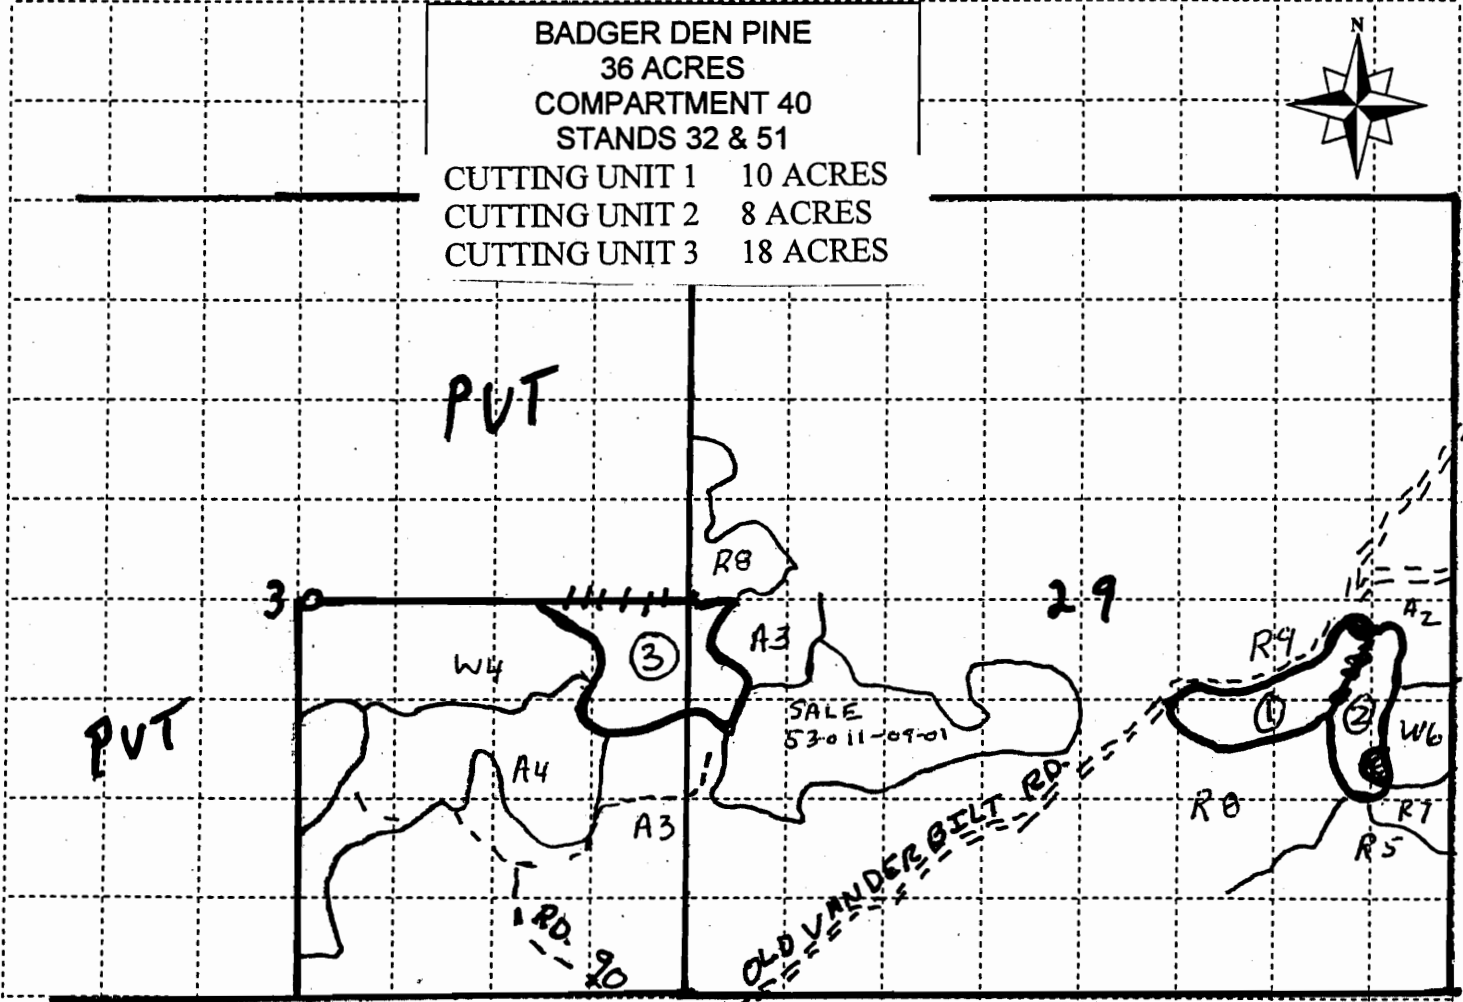 BADGER DEN PINE
36 ACRES
COMPARTMENT 40
STANDS 32 & 51
CUTTING UNIT 1 10 ACRES
CUTTING UNIT 2 8 ACRES
CUTTING UNIT 3 18 ACRES
N
PVT
R8
30
29
A2
W4
3
A3
R9
PVT
SALE
53-011-09-01
1
2
W6
A4
A3
R8
R7
R5
OLD VANDERBILT RD.
RD. 90